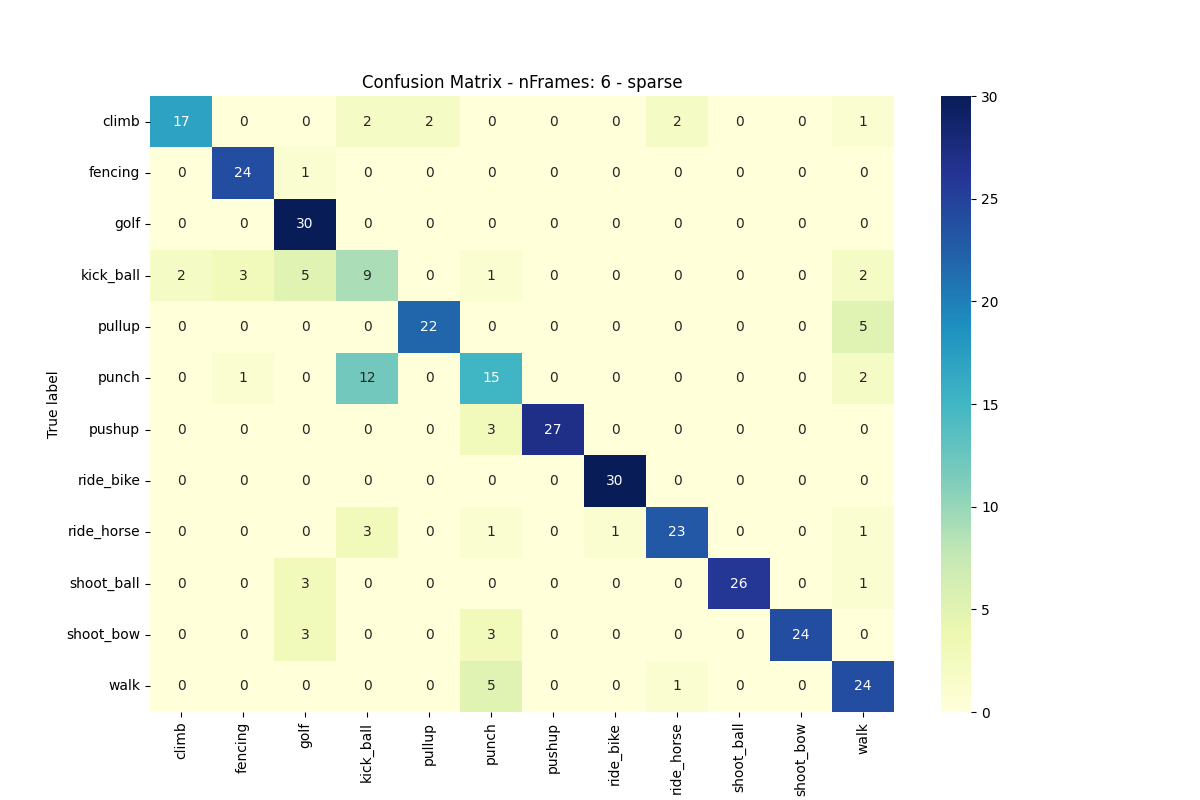 Confusion Matrix - nFrames: 6 - sparse
climb 17 0 0 2 2 0 0 0 2 0 0 1
fencing 0 24 1 0 0 0 0 0 0 0 0 0
golf 0 0 30 0 0 0 0 0 0 0 0 0
kick_ball 2 3 5 9 0 1 0 0 0 0 0 2
pullup 0 0 0 0 22 0 0 0 0 0 0 5
punch 0 1 0 12 0 15 0 0 0 0 0 2
pushup 0 0 0 0 0 3 27 0 0 0 0 0
ride_bike 0 0 0 0 0 0 0 30 0 0 0 0
ride_horse 0 0 0 3 0 1 0 1 23 0 0 1
shoot_ball 0 0 3 0 0 0 0 0 0 26 0 1
shoot_bow 0 0 3 0 0 3 0 0 0 0 24 0
walk 0 0 0 0 0 5 0 0 1 0 0 24
True label
climb fencing golf kick_ball pullup punch pushup ride_bike ride_horse shoot_ball shoot_bow walk
30
25
20
15
10
5
0